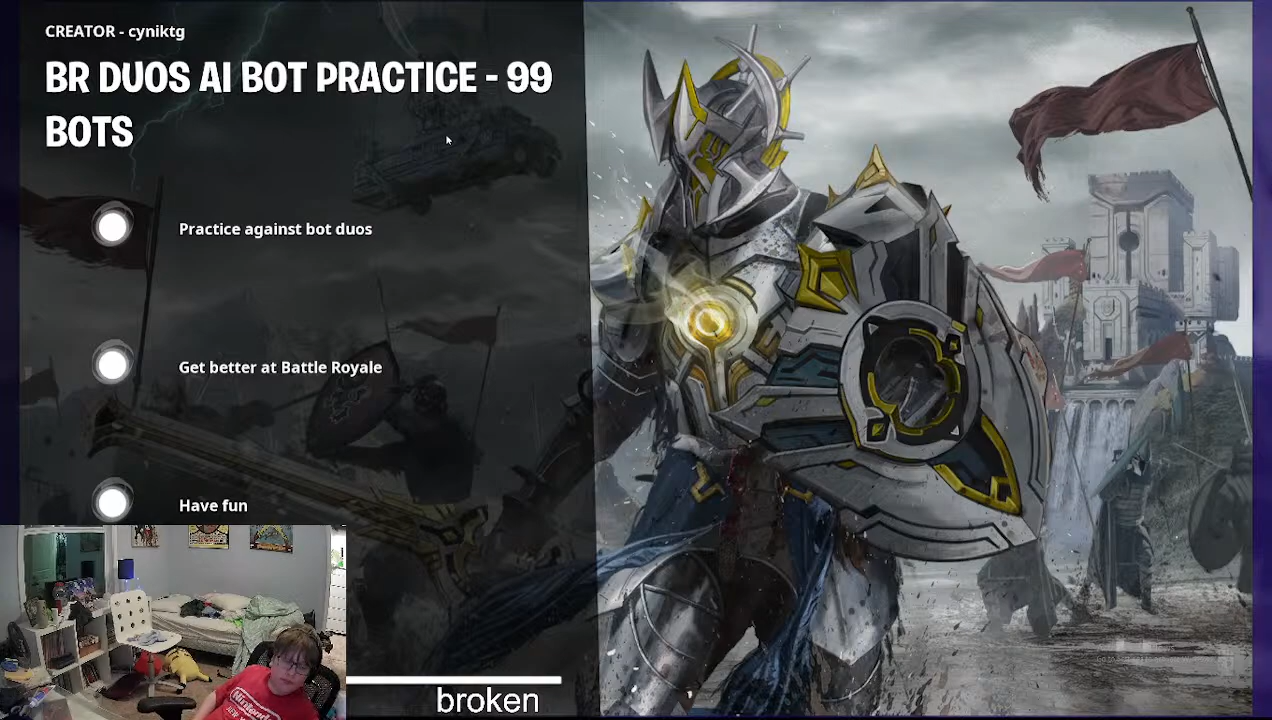 CREATOR - cyniktg
BR DUOS AI BOT PRACTICE - 99
BOTS
Practice against bot duos
Get better at Battle Royale
Have fun
Nintendo
broken